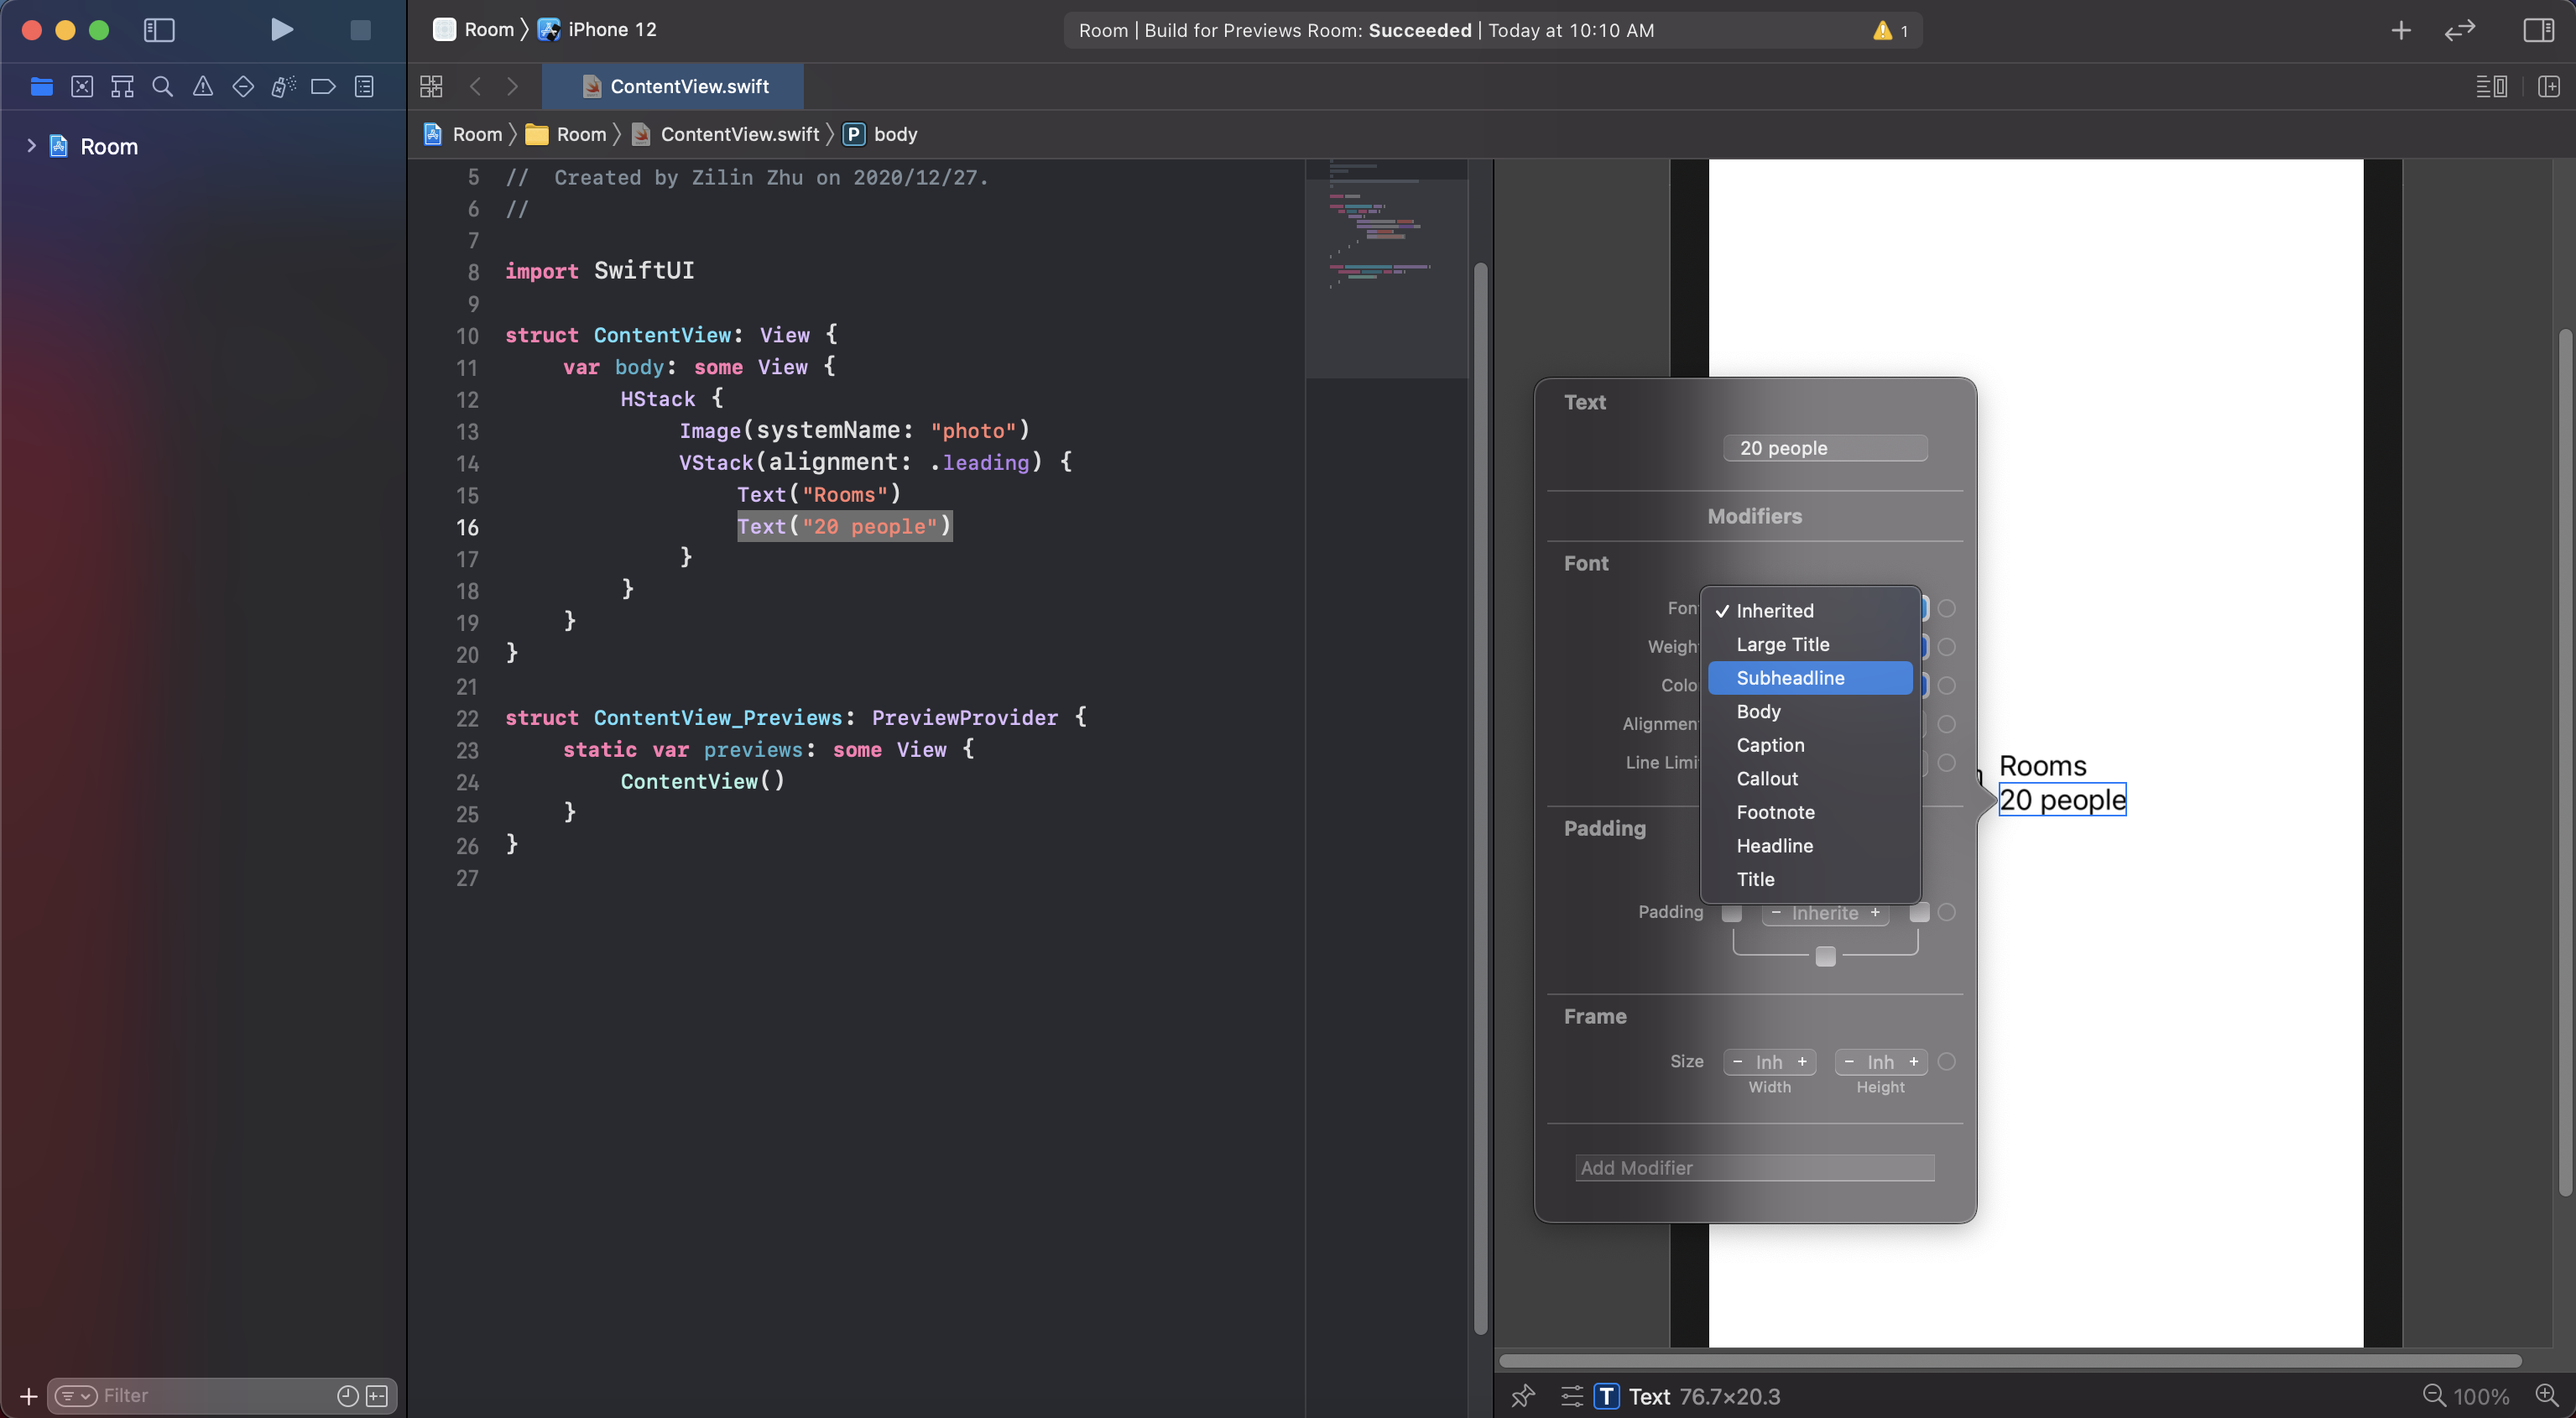 Room 〉 iPhone 12
Room | Build for Previews Room: Succeeded | Today at 10:10 AM
1
ContentView.swift
Room
Room 〉 Room 〉 ContentView.swift 〉 P body
5 //  Created by Zilin Zhu on 2020/12/27.
6 //
7
8 import SwiftUI
9
10 struct ContentView: View {
11 var body: some View {
12 HStack {
13 Image(systemName: "photo")
14 VStack(alignment: .leading) {
15 Text("Rooms")
16 Text("20 people")
17 }
18 }
19 }
20 }
21
22 struct ContentView_Previews: PreviewProvider {
23 static var previews: some View {
24 ContentView()
25 }
26 }
27
Text
20 people
Modifiers
Font
Inherited
Large Title
Subheadline
Body
Caption
Callout
Footnote
Headline
Title
Padding
Padding
- Inherite +
Frame
Size
- Inh +
- Inh +
Width
Height
Add Modifier
Rooms
20 people
Filter
T Text 76.7×20.3
100%